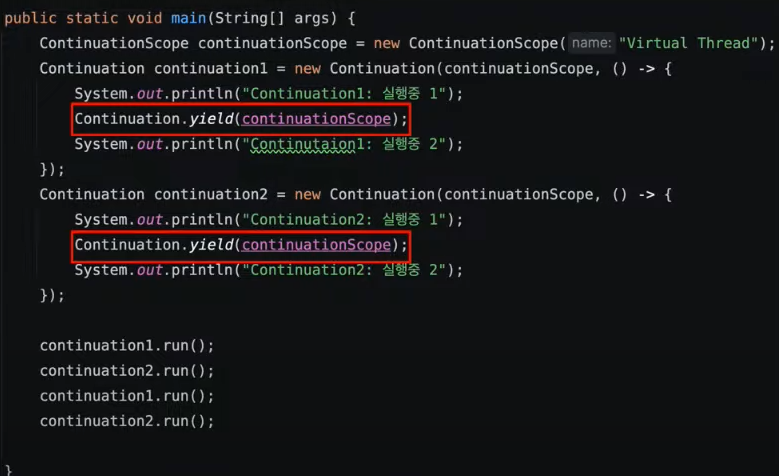 public static void main(String[] args) {
ContinuationScope continuationScope = new ContinuationScope( name: "Virtual Thread");
Continuation continuation1 = new Continuation(continuationScope, () -> {
System.out.println("Continuation1: 실행중 1");
Continuation.yield(continuationScope);
System.out.println("Continutaion1: 실행중 2");
});
Continuation continuation2 = new Continuation(continuationScope, () -> {
System.out.println("Continuation2: 실행중 1");
Continuation.yield(continuationScope);
System.out.println("Continuation2: 실행중 2");
});
continuation1.run();
continuation2.run();
continuation1.run();
continuation2.run();
}